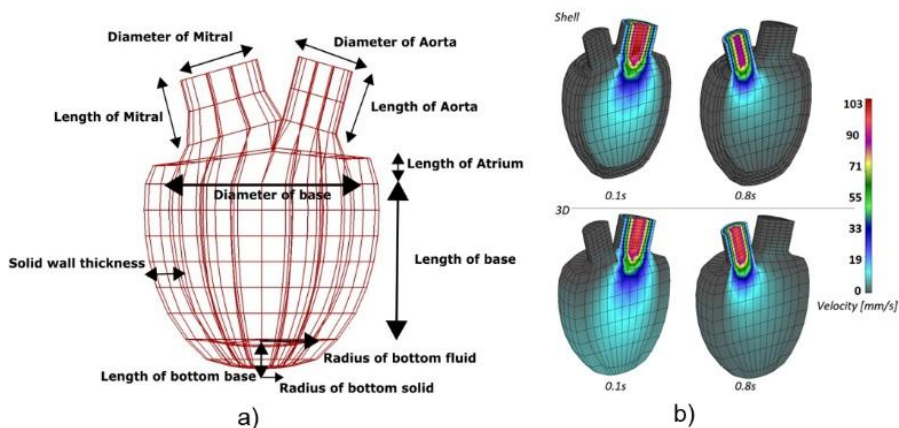 Diameter of Mitral
Diameter of Aorta
Length of Mitral
Length of Aorta
Length of Atrium
Diameter of base
Solid wall thickness
Length of base
Radius of bottom fluid
Length of bottom base
Radius of bottom solid
a)
Shell
0.1s
0.8s
3D
103
90
71
55
33
19
0
Velocity [mm/s]
0.1s
0.8s
b)